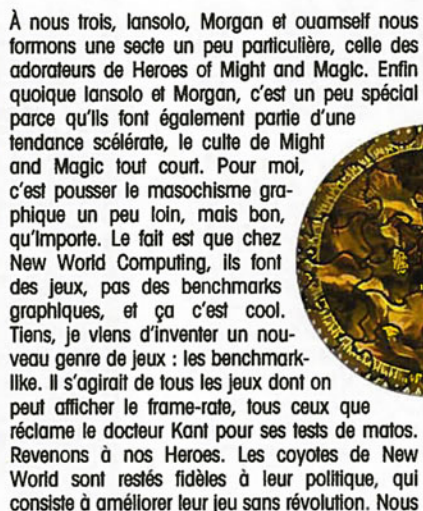 À nous trois, Iansolo, Morgan et ouamself nous
formons une secte un peu particulière, celle des
adorateurs de Heroes of Might and Magic. Enfin
quoique Iansolo et Morgan, c'est un peu spécial
parce qu'ils font également partie d'une
tendance scélérate, le culte de Might
and Magic tout court. Pour moi,
c'est pousser le masochisme gra-
phique un peu loin, mais bon,
qu'importe. Le fait est que chez
New World Computing, ils font
des jeux, pas des benchmarks
graphiques, et ça c'est cool.
Tiens, je viens d'inventer un nou-
veau genre de jeux : les benchmark-
like. Il s'agirait de tous les jeux dont on
peut afficher le frame-rate, tous ceux que
réclame le docteur Kant pour ses tests de matos.
Revenons à nos Heroes. Les coyotes de New
World sont restés fidèles à leur politique, qui
consiste à améliorer leur jeu sans révolution. Nous